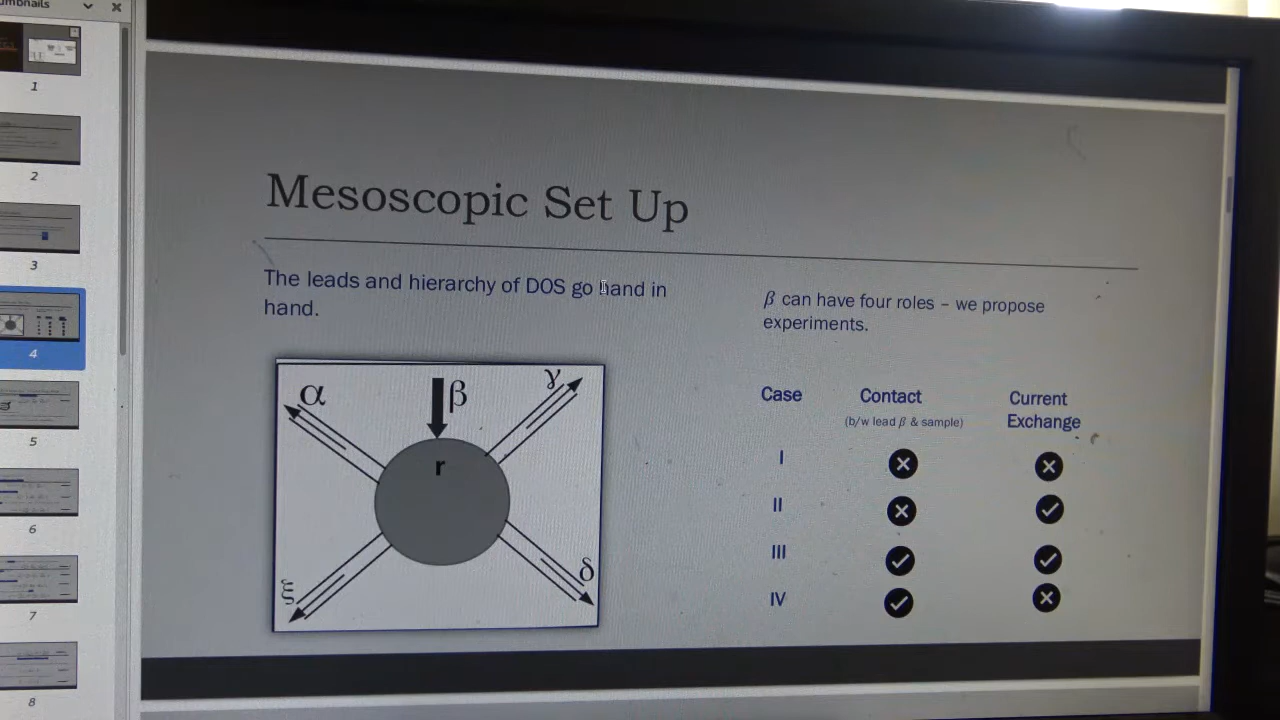 1
2
3
4
5
6
7
8
Mesoscopic Set Up
The leads and hierarchy of DOS go hand in
hand.
α
β
γ
r
ξ
δ
β can have four roles – we propose
experiments.
Case Contact Current
(b/w lead β & sample) Exchange
I
II
III
IV